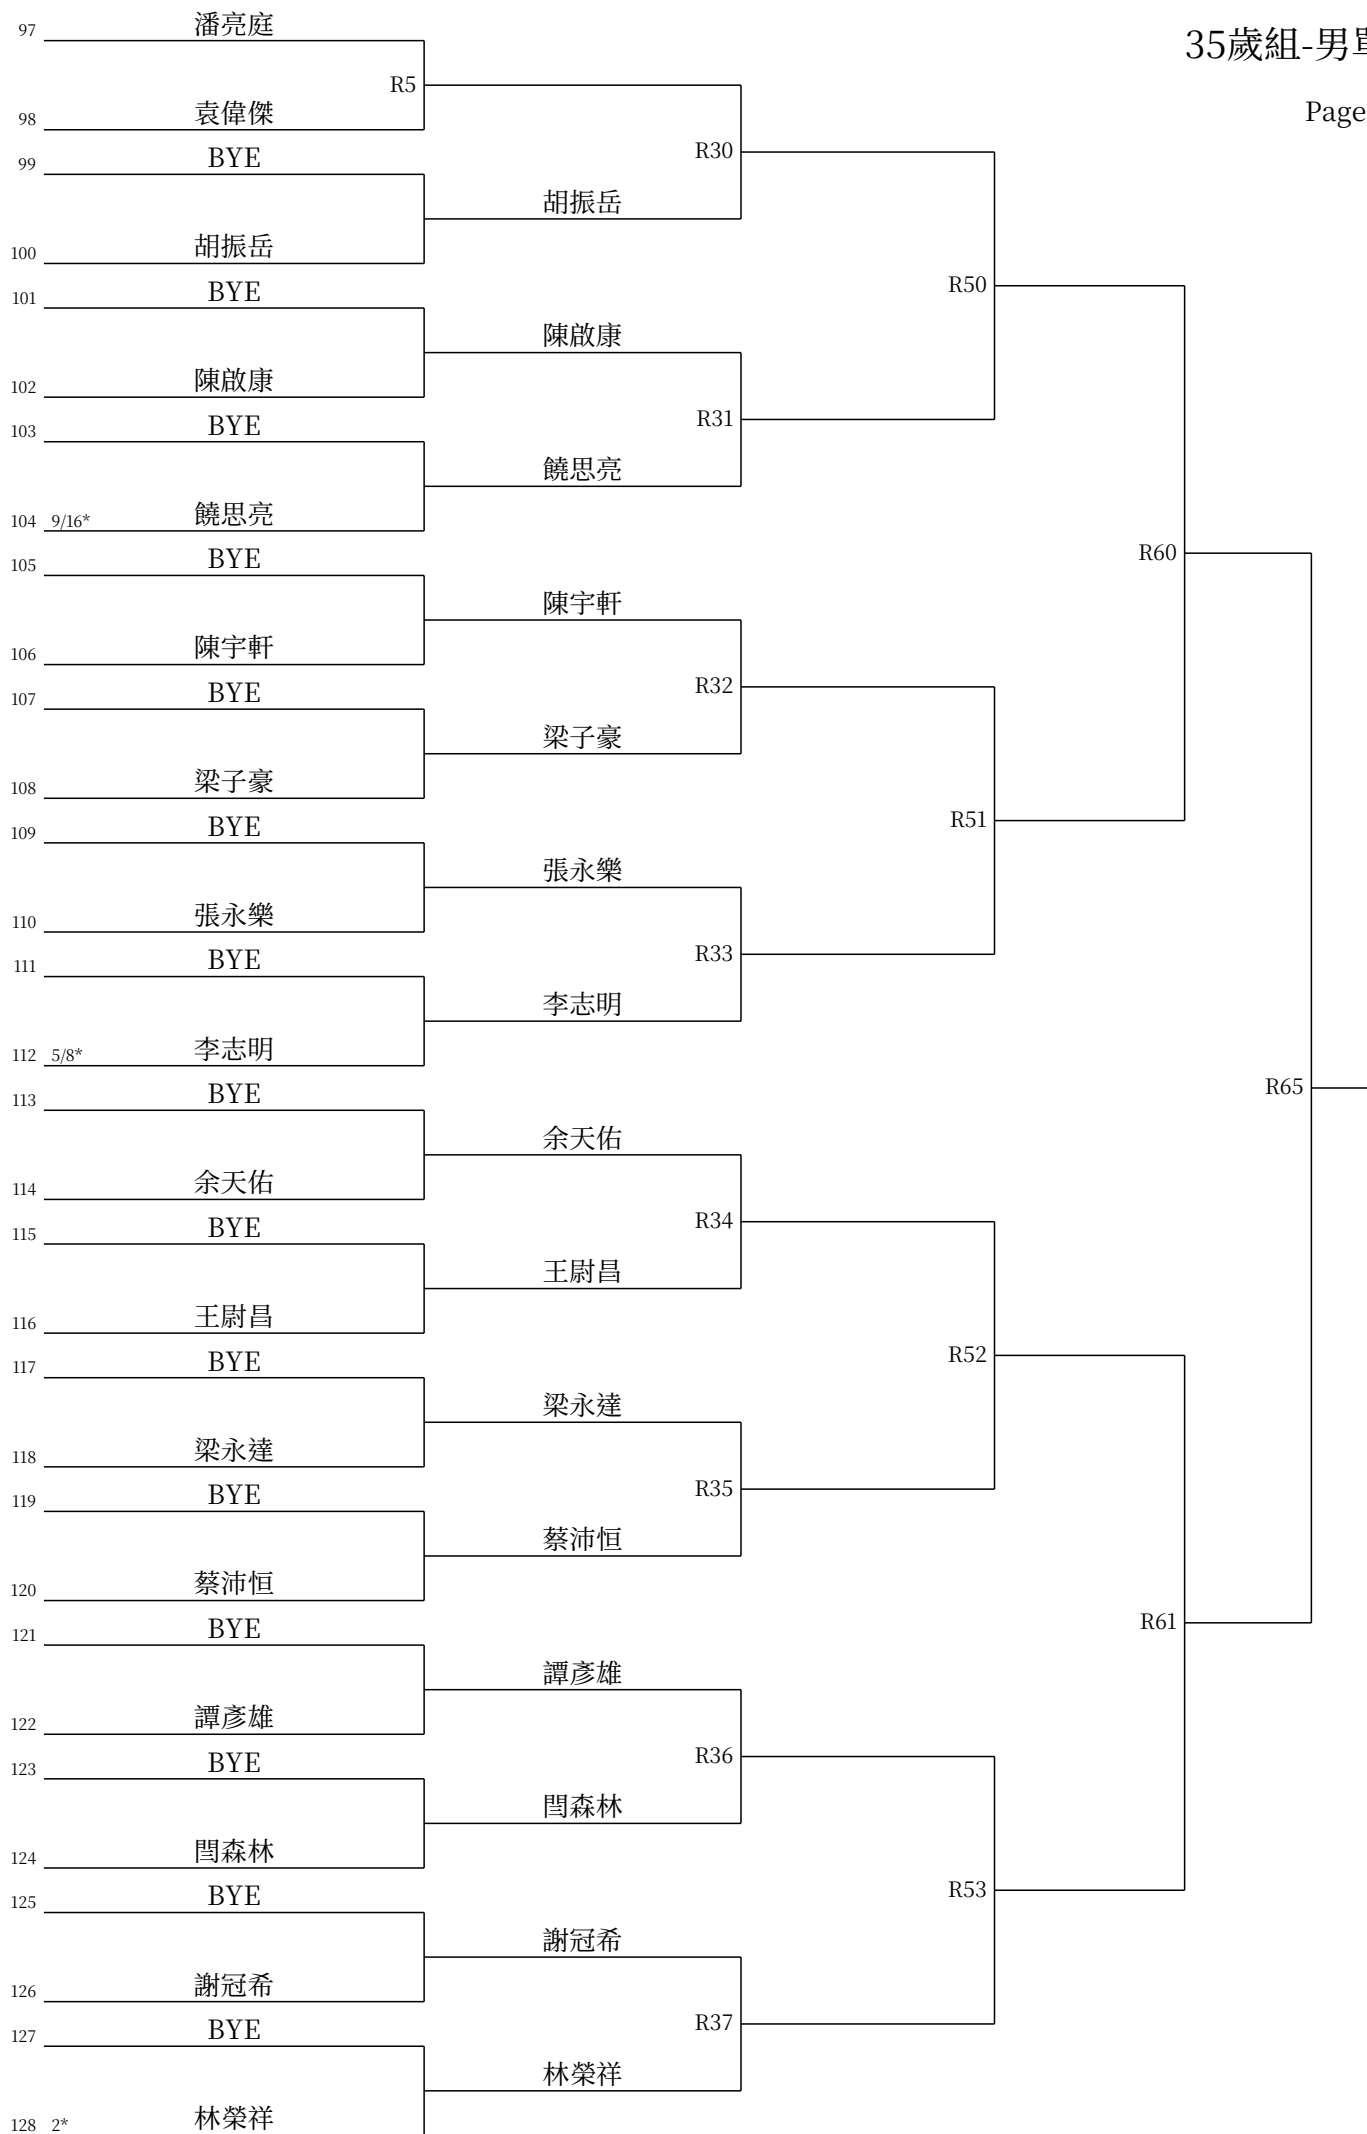 35歲組-男單
Page
97 潘亮庭
R5
98 袁偉傑
99 BYE
R30
胡振岳
100 胡振岳
101 BYE
R50
陳啟康
102 陳啟康
103 BYE
R31
饒思亮
104 9/16* 饒思亮
105 BYE
R60
陳宇軒
106 陳宇軒
107 BYE
R32
梁子豪
108 梁子豪
109 BYE
R51
張永樂
110 張永樂
111 BYE
R33
李志明
112 5/8* 李志明
113 BYE
R65
余天佑
114 余天佑
115 BYE
R34
王尉昌
116 王尉昌
117 BYE
R52
梁永達
118 梁永達
119 BYE
R35
蔡沛恒
120 蔡沛恒
121 BYE
R61
譚彥雄
122 譚彥雄
123 BYE
R36
閆森林
124 閆森林
125 BYE
R53
謝冠希
126 謝冠希
127 BYE
R37
林榮祥
128 2* 林榮祥